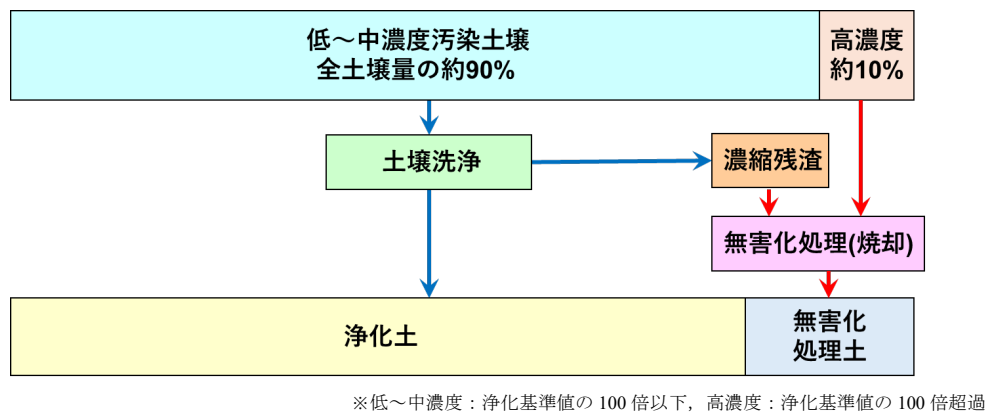 低～中濃度汚染土壌
全土壌量の約90%
高濃度
約10%
土壌洗浄
濃縮残渣
無害化処理(焼却)
浄化土
無害化
処理土
※低～中濃度：浄化基準値の 100 倍以下，高濃度：浄化基準値の 100 倍超過